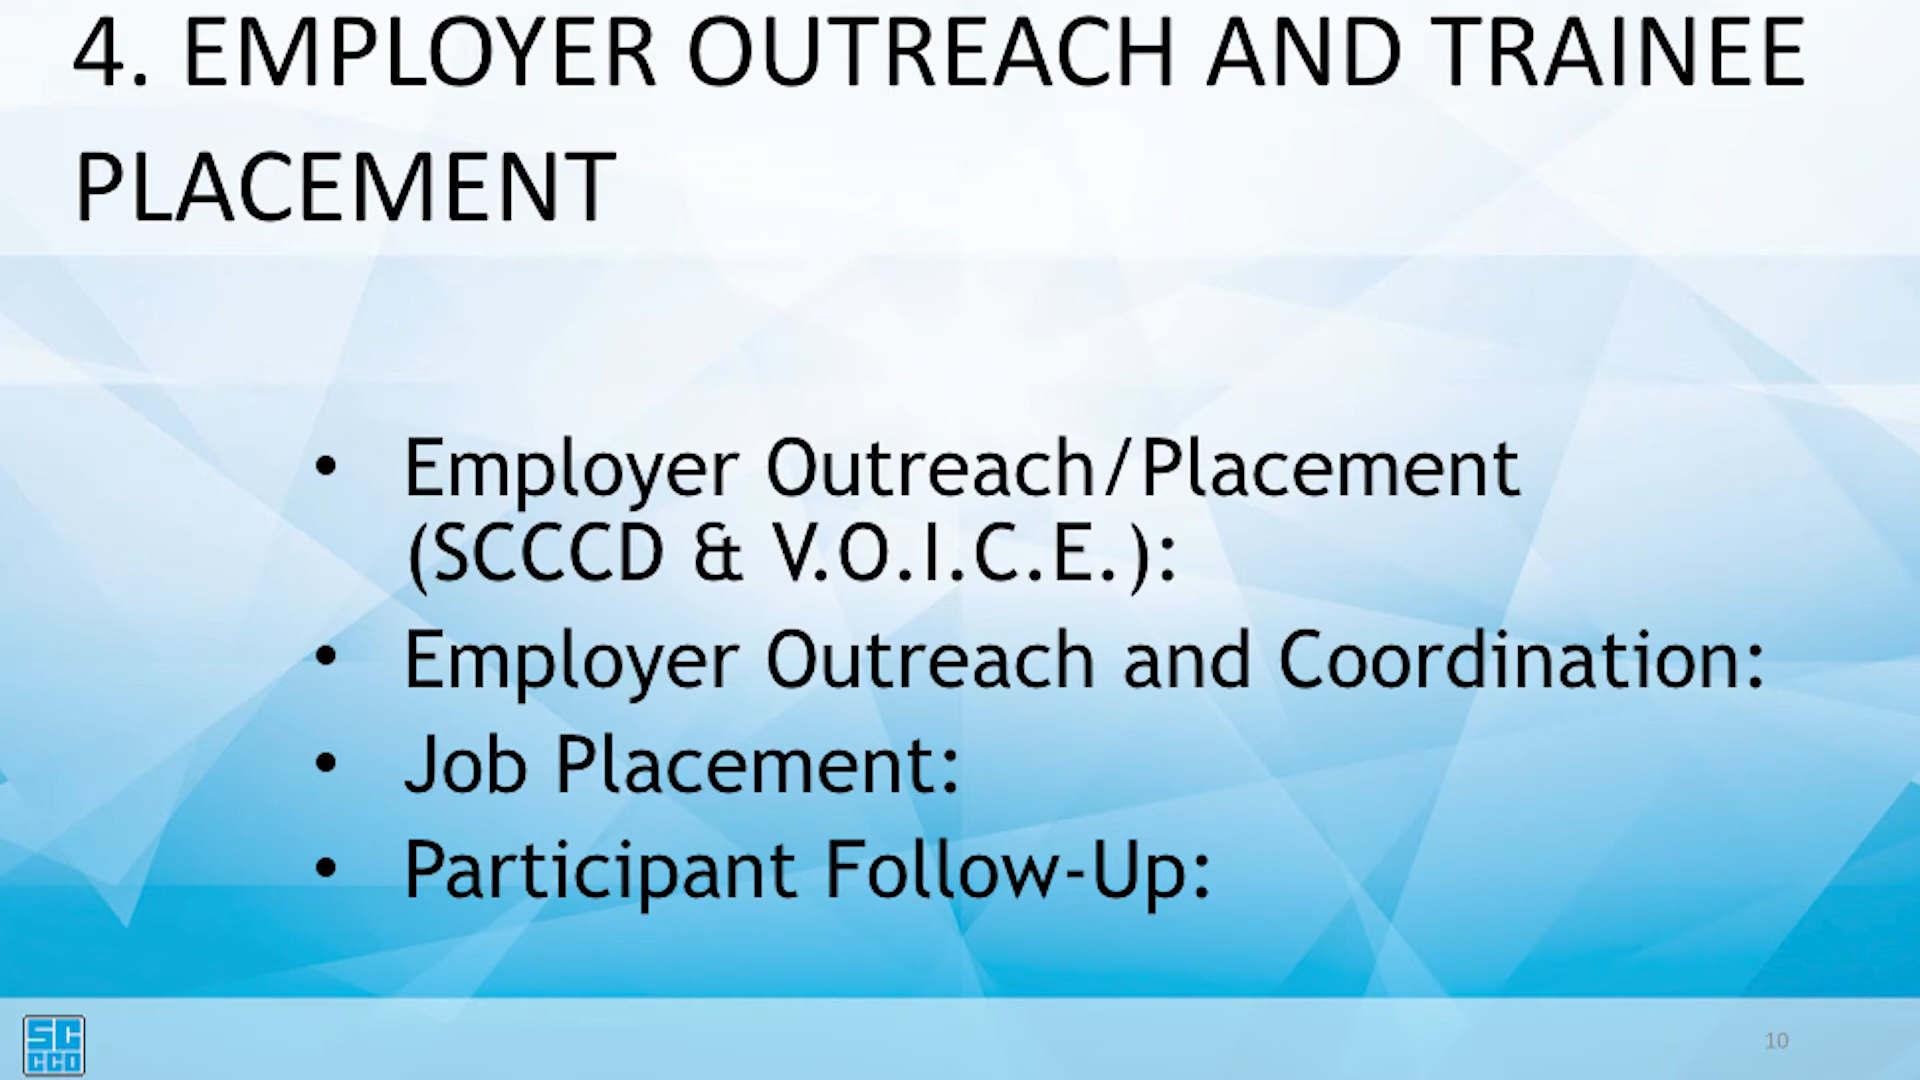 4. EMPLOYER OUTREACH AND TRAINEE
PLACEMENT
• Employer Outreach/Placement
(SCCCD & V.O.I.C.E.):
• Employer Outreach and Coordination:
• Job Placement:
• Participant Follow-Up:
SC
CCD
10